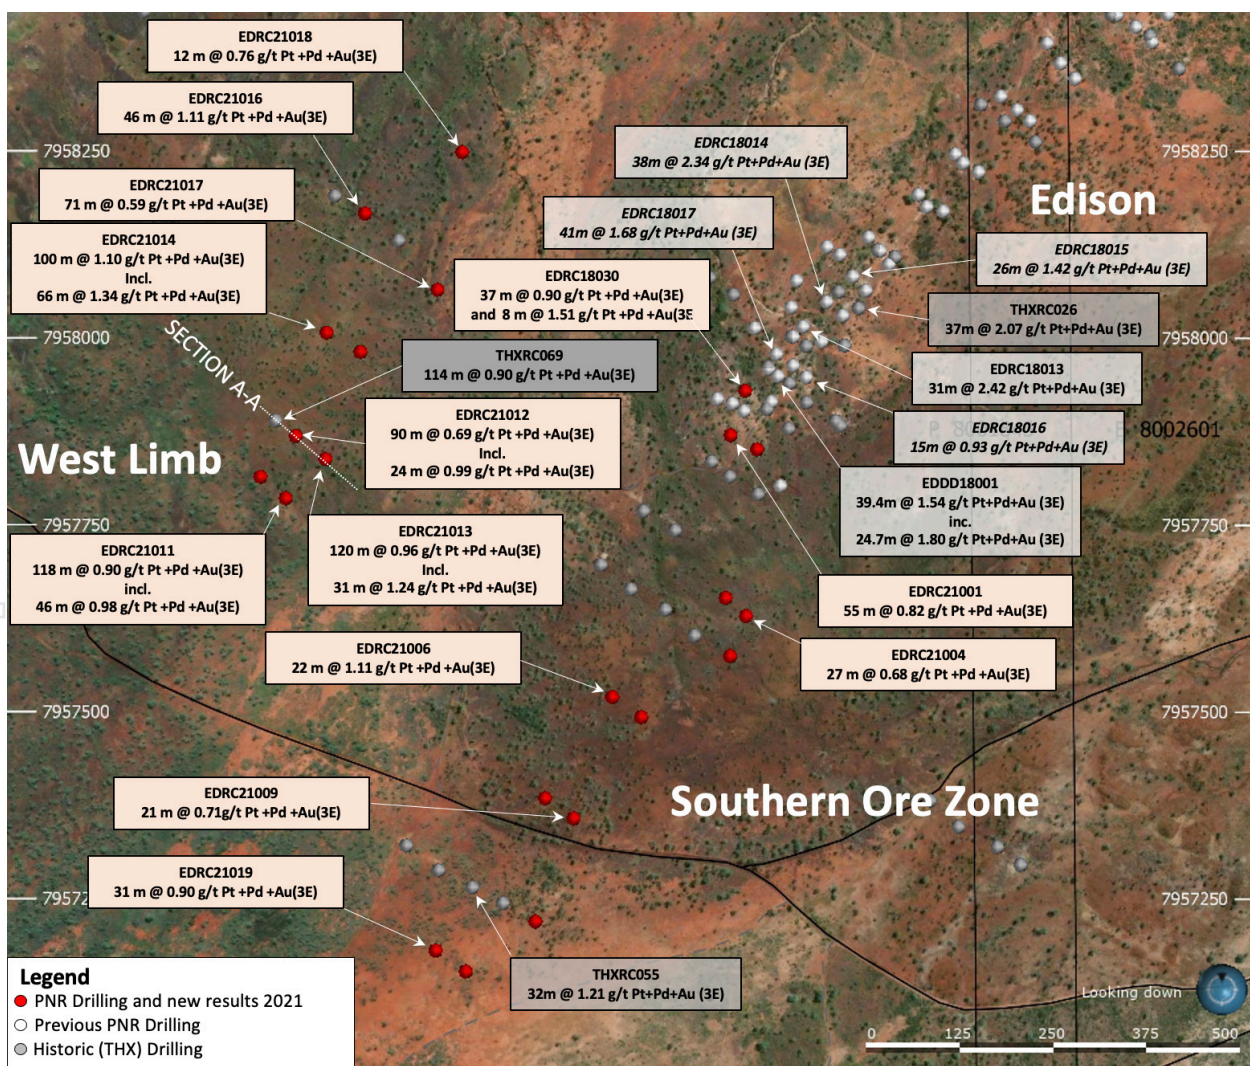 EDRC21018
12 m @ 0.76 g/t Pt +Pd +Au(3E)
EDRC21016
46 m @ 1.11 g/t Pt +Pd +Au(3E)
EDRC18014
38m @ 2.34 g/t Pt+Pd+Au (3E)
7958250
7958250
EDRC21017
71 m @ 0.59 g/t Pt +Pd +Au(3E)
Edison
EDRC18017
41m @ 1.68 g/t Pt+Pd+Au (3E)
EDRC21014
100 m @ 1.10 g/t Pt +Pd +Au(3E)
Incl.
66 m @ 1.34 g/t Pt +Pd +Au(3E)
EDRC18015
26m @ 1.42 g/t Pt+Pd+Au (3E)
EDRC18030
37 m @ 0.90 g/t Pt +Pd +Au(3E)
and 8 m @ 1.51 g/t Pt +Pd +Au(3E
THXRC026
37m @ 2.07 g/t Pt+Pd+Au (3E)
7958000
7958000
SECTION A-A
THXRC069
114 m @ 0.90 g/t Pt +Pd +Au(3E)
EDRC18013
31m @ 2.42 g/t Pt+Pd+Au (3E)
EDRC21012
90 m @ 0.69 g/t Pt +Pd +Au(3E)
Incl.
24 m @ 0.99 g/t Pt +Pd +Au(3E)
EDRC18016
15m @ 0.93 g/t Pt+Pd+Au (3E)
8002601
West Limb
EDDD18001
39.4m @ 1.54 g/t Pt+Pd+Au (3E)
inc.
24.7m @ 1.80 g/t Pt+Pd+Au (3E)
7957750
7957750
EDRC21013
120 m @ 0.96 g/t Pt +Pd +Au(3E)
Incl.
31 m @ 1.24 g/t Pt +Pd +Au(3E)
EDRC21011
118 m @ 0.90 g/t Pt +Pd +Au(3E)
incl.
46 m @ 0.98 g/t Pt +Pd +Au(3E)
EDRC21001
55 m @ 0.82 g/t Pt +Pd +Au(3E)
EDRC21006
22 m @ 1.11 g/t Pt +Pd +Au(3E)
EDRC21004
27 m @ 0.68 g/t Pt +Pd +Au(3E)
7957500
7957500
EDRC21009
21 m @ 0.71g/t Pt +Pd +Au(3E)
Southern Ore Zone
EDRC21019
31 m @ 0.90 g/t Pt +Pd +Au(3E)
7957250
THXRC055
32m @ 1.21 g/t Pt+Pd+Au (3E)
Legend
PNR Drilling and new results 2021
Previous PNR Drilling
Historic (THX) Drilling
Looking down
0 125 250 375 500